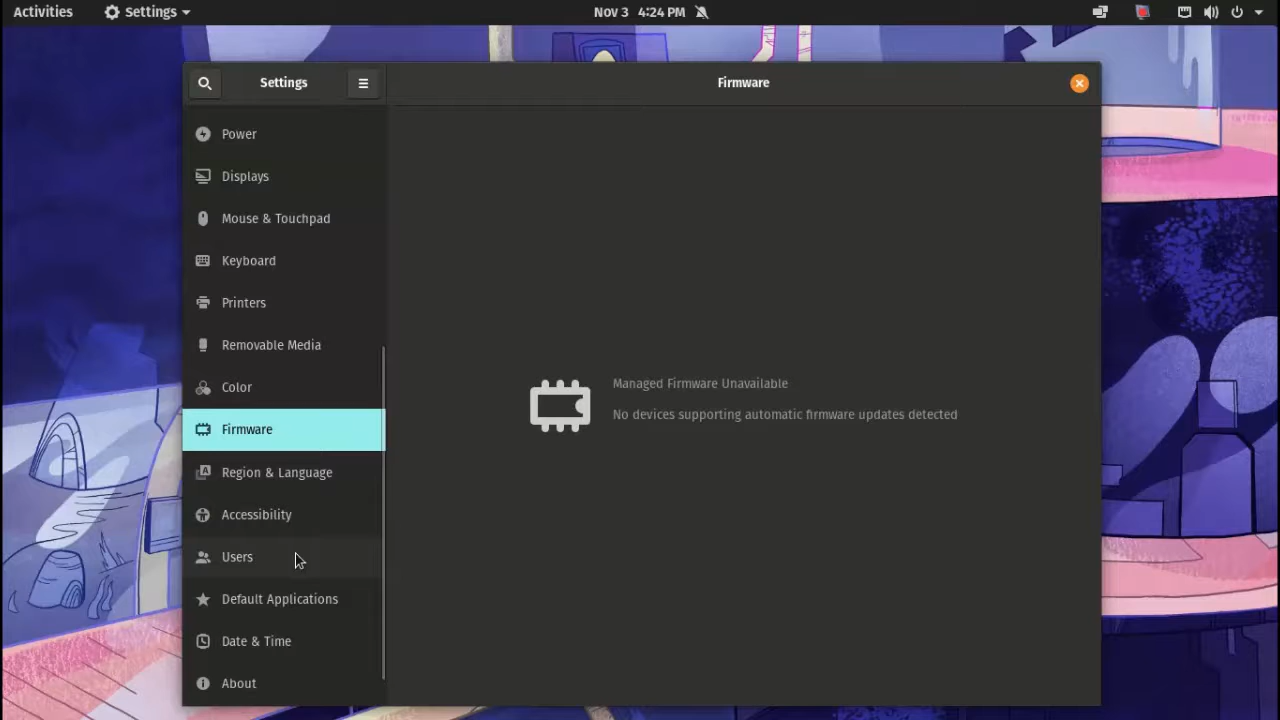 Activities
Settings
Nov 3 4:24 PM
Settings
Firmware
Power
Displays
Mouse & Touchpad
Keyboard
Printers
Removable Media
Color
Firmware
Region & Language
Accessibility
Users
Default Applications
Date & Time
About
Managed Firmware Unavailable
No devices supporting automatic firmware updates detected